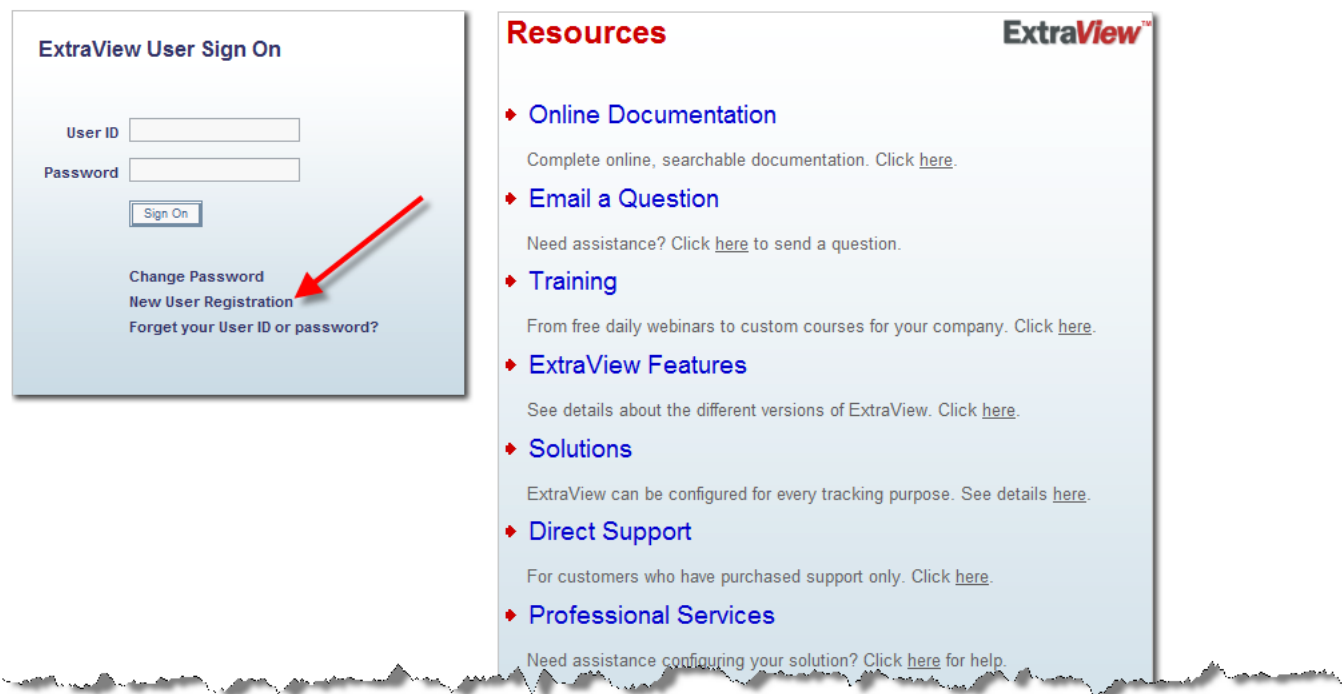 ExtraView User Sign On
User ID
Password
Sign On
Change Password
New User Registration
Forget your User ID or password?
Resources
ExtraView™
Online Documentation
Complete online, searchable documentation. Click here.
Email a Question
Need assistance? Click here to send a question.
Training
From free daily webinars to custom courses for your company. Click here.
ExtraView Features
See details about the different versions of ExtraView. Click here.
Solutions
ExtraView can be configured for every tracking purpose. See details here.
Direct Support
For customers who have purchased support only. Click here.
Professional Services
Need assistance configuring your solution? Click here for help.